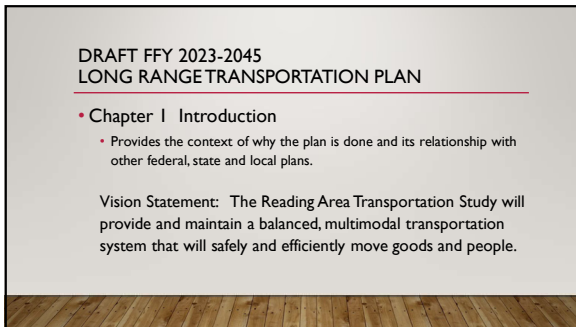 DRAFT FFY 2023-2045
LONG RANGE TRANSPORTATION PLAN
• Chapter 1 Introduction
• Provides the context of why the plan is done and its relationship with
other federal, state and local plans.
Vision Statement: The Reading Area Transportation Study will
provide and maintain a balanced, multimodal transportation
system that will safely and efficiently move goods and people.